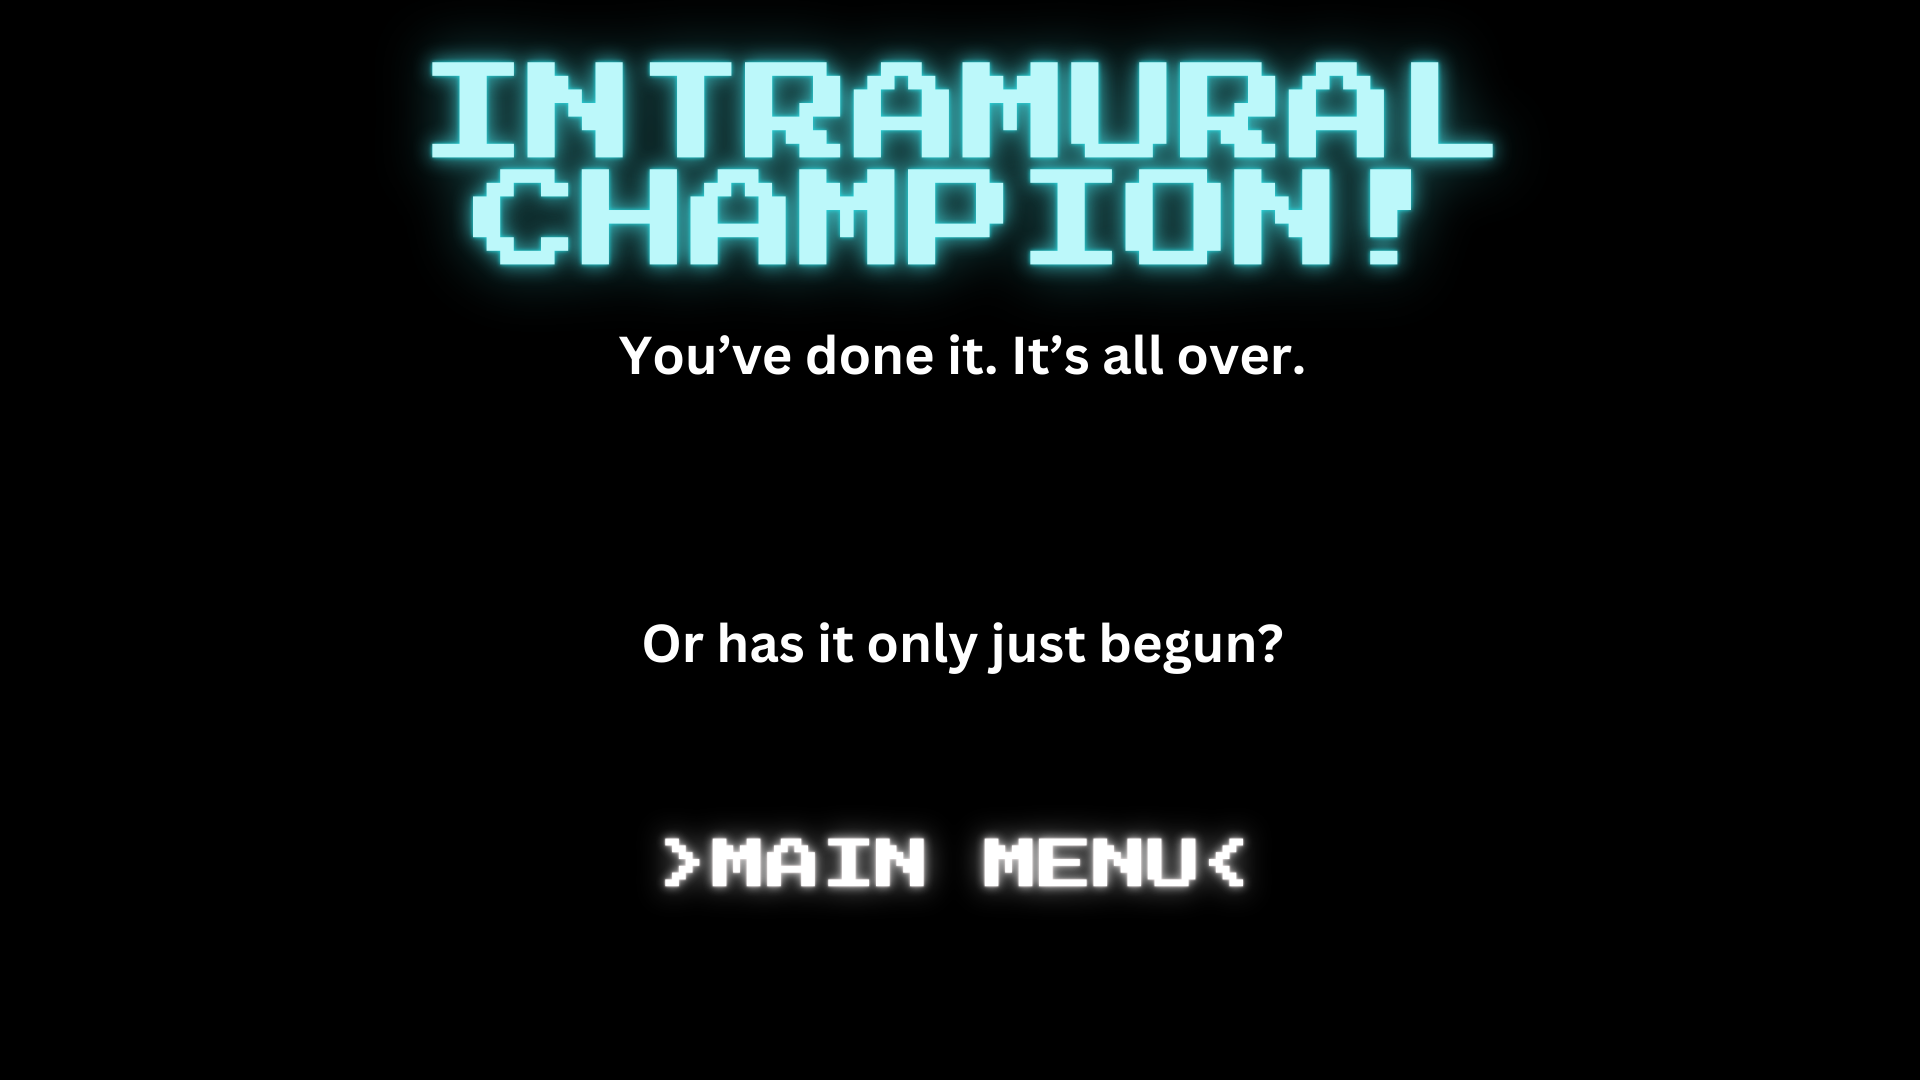 INTRAMURAL
CHAMPION!
You’ve done it. It’s all over.
Or has it only just begun?
>MAIN MENU<